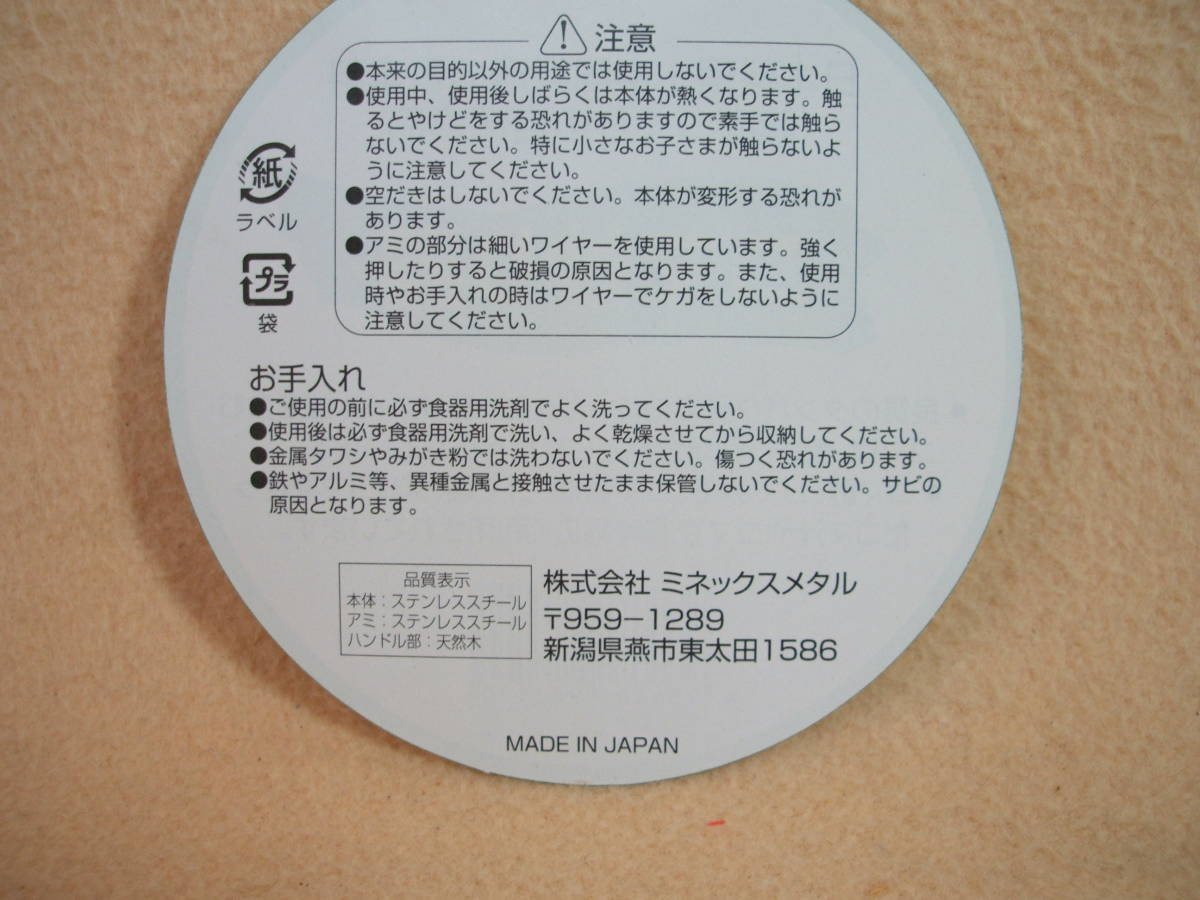 注意
●本来の目的以外の用途では使用しないでください。
●使用中、使用後しばらくは本体が熱くなります。触
るとやけどをする恐れがありますので素手では触ら
ないでください。特に小さなお子さまが触らないよ
うに注意してください。
●空だきはしないでください。本体が変形する恐れが
あります。
●アミの部分は細いワイヤーを使用しています。強く
押したりすると破損の原因となります。また、使用
時やお手入れの時はワイヤーでケガをしないように
注意してください。
紙
ラベル
プラ
袋
お手入れ
●ご使用の前に必ず食器用洗剤でよく洗ってください。
●使用後は必ず食器用洗剤で洗い、よく乾燥させてから収納してください。
●金属タワシやみがき粉では洗わないでください。傷つく恐れがあります。
●鉄やアルミ等、異種金属と接触させたまま保管しないでください。サビの
原因となります。
品質表示
本体：ステンレススチール
アミ：ステンレススチール
ハンドル部：天然木
株式会社 ミネックスメタル
〒959−1289
新潟県燕市東太田1586
MADE IN JAPAN